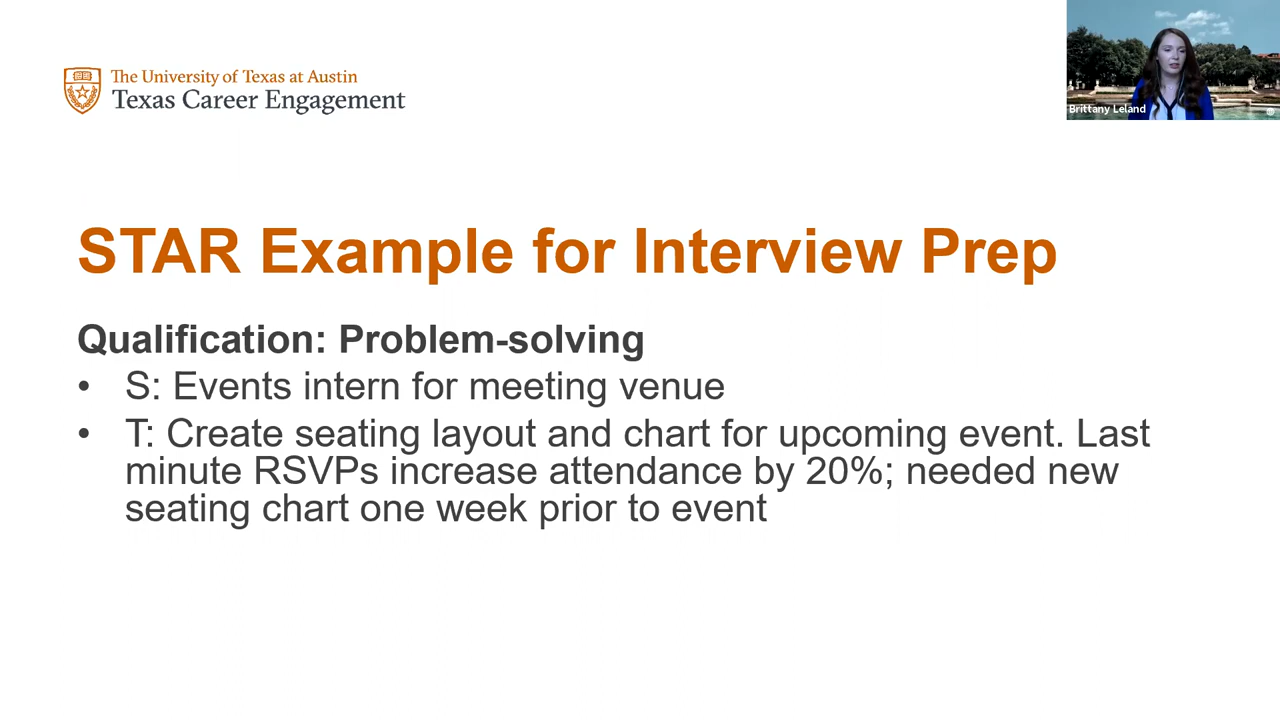 The University of Texas at Austin
Texas Career Engagement
Brittany Leland
STAR Example for Interview Prep
Qualification: Problem-solving
• S: Events intern for meeting venue
• T: Create seating layout and chart for upcoming event. Last
minute RSVPs increase attendance by 20%; needed new
seating chart one week prior to event